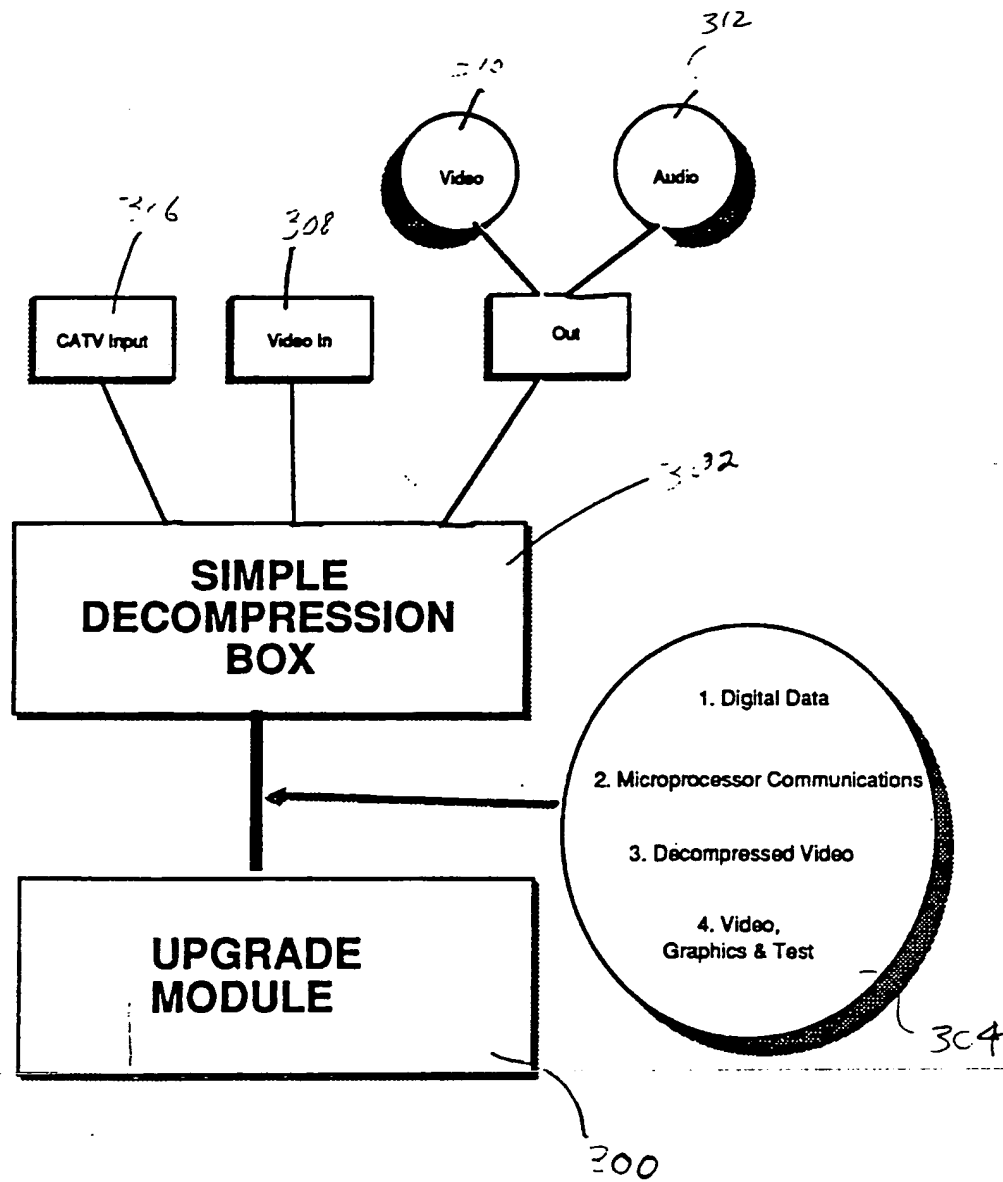 312
Video
Audio
308
CATV Input
Video In
Out
SIMPLE
DECOMPRESSION
BOX
1. Digital Data
2. Microprocessor Communications
3. Decompressed Video
4. Video,
Graphics & Test
UPGRADE
MODULE
304
300